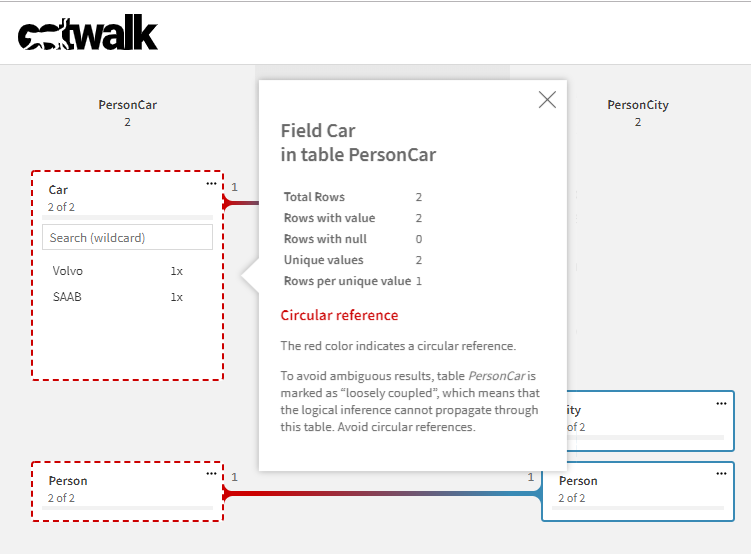 catwalk
PersonCar
2
PersonCity
2
Car
2 of 2
Search (wildcard)
Volvo 1x
SAAB 1x
1
Field Car
in table PersonCar
Total Rows 2
Rows with value 2
Rows with null 0
Unique values 2
Rows per unique value 1
Circular reference
The red color indicates a circular reference.
To avoid ambiguous results, table PersonCar is
marked as “loosely coupled”, which means that
the logical inference cannot propagate through
this table. Avoid circular references.
ity
of 2
Person
2 of 2
1
1
Person
2 of 2